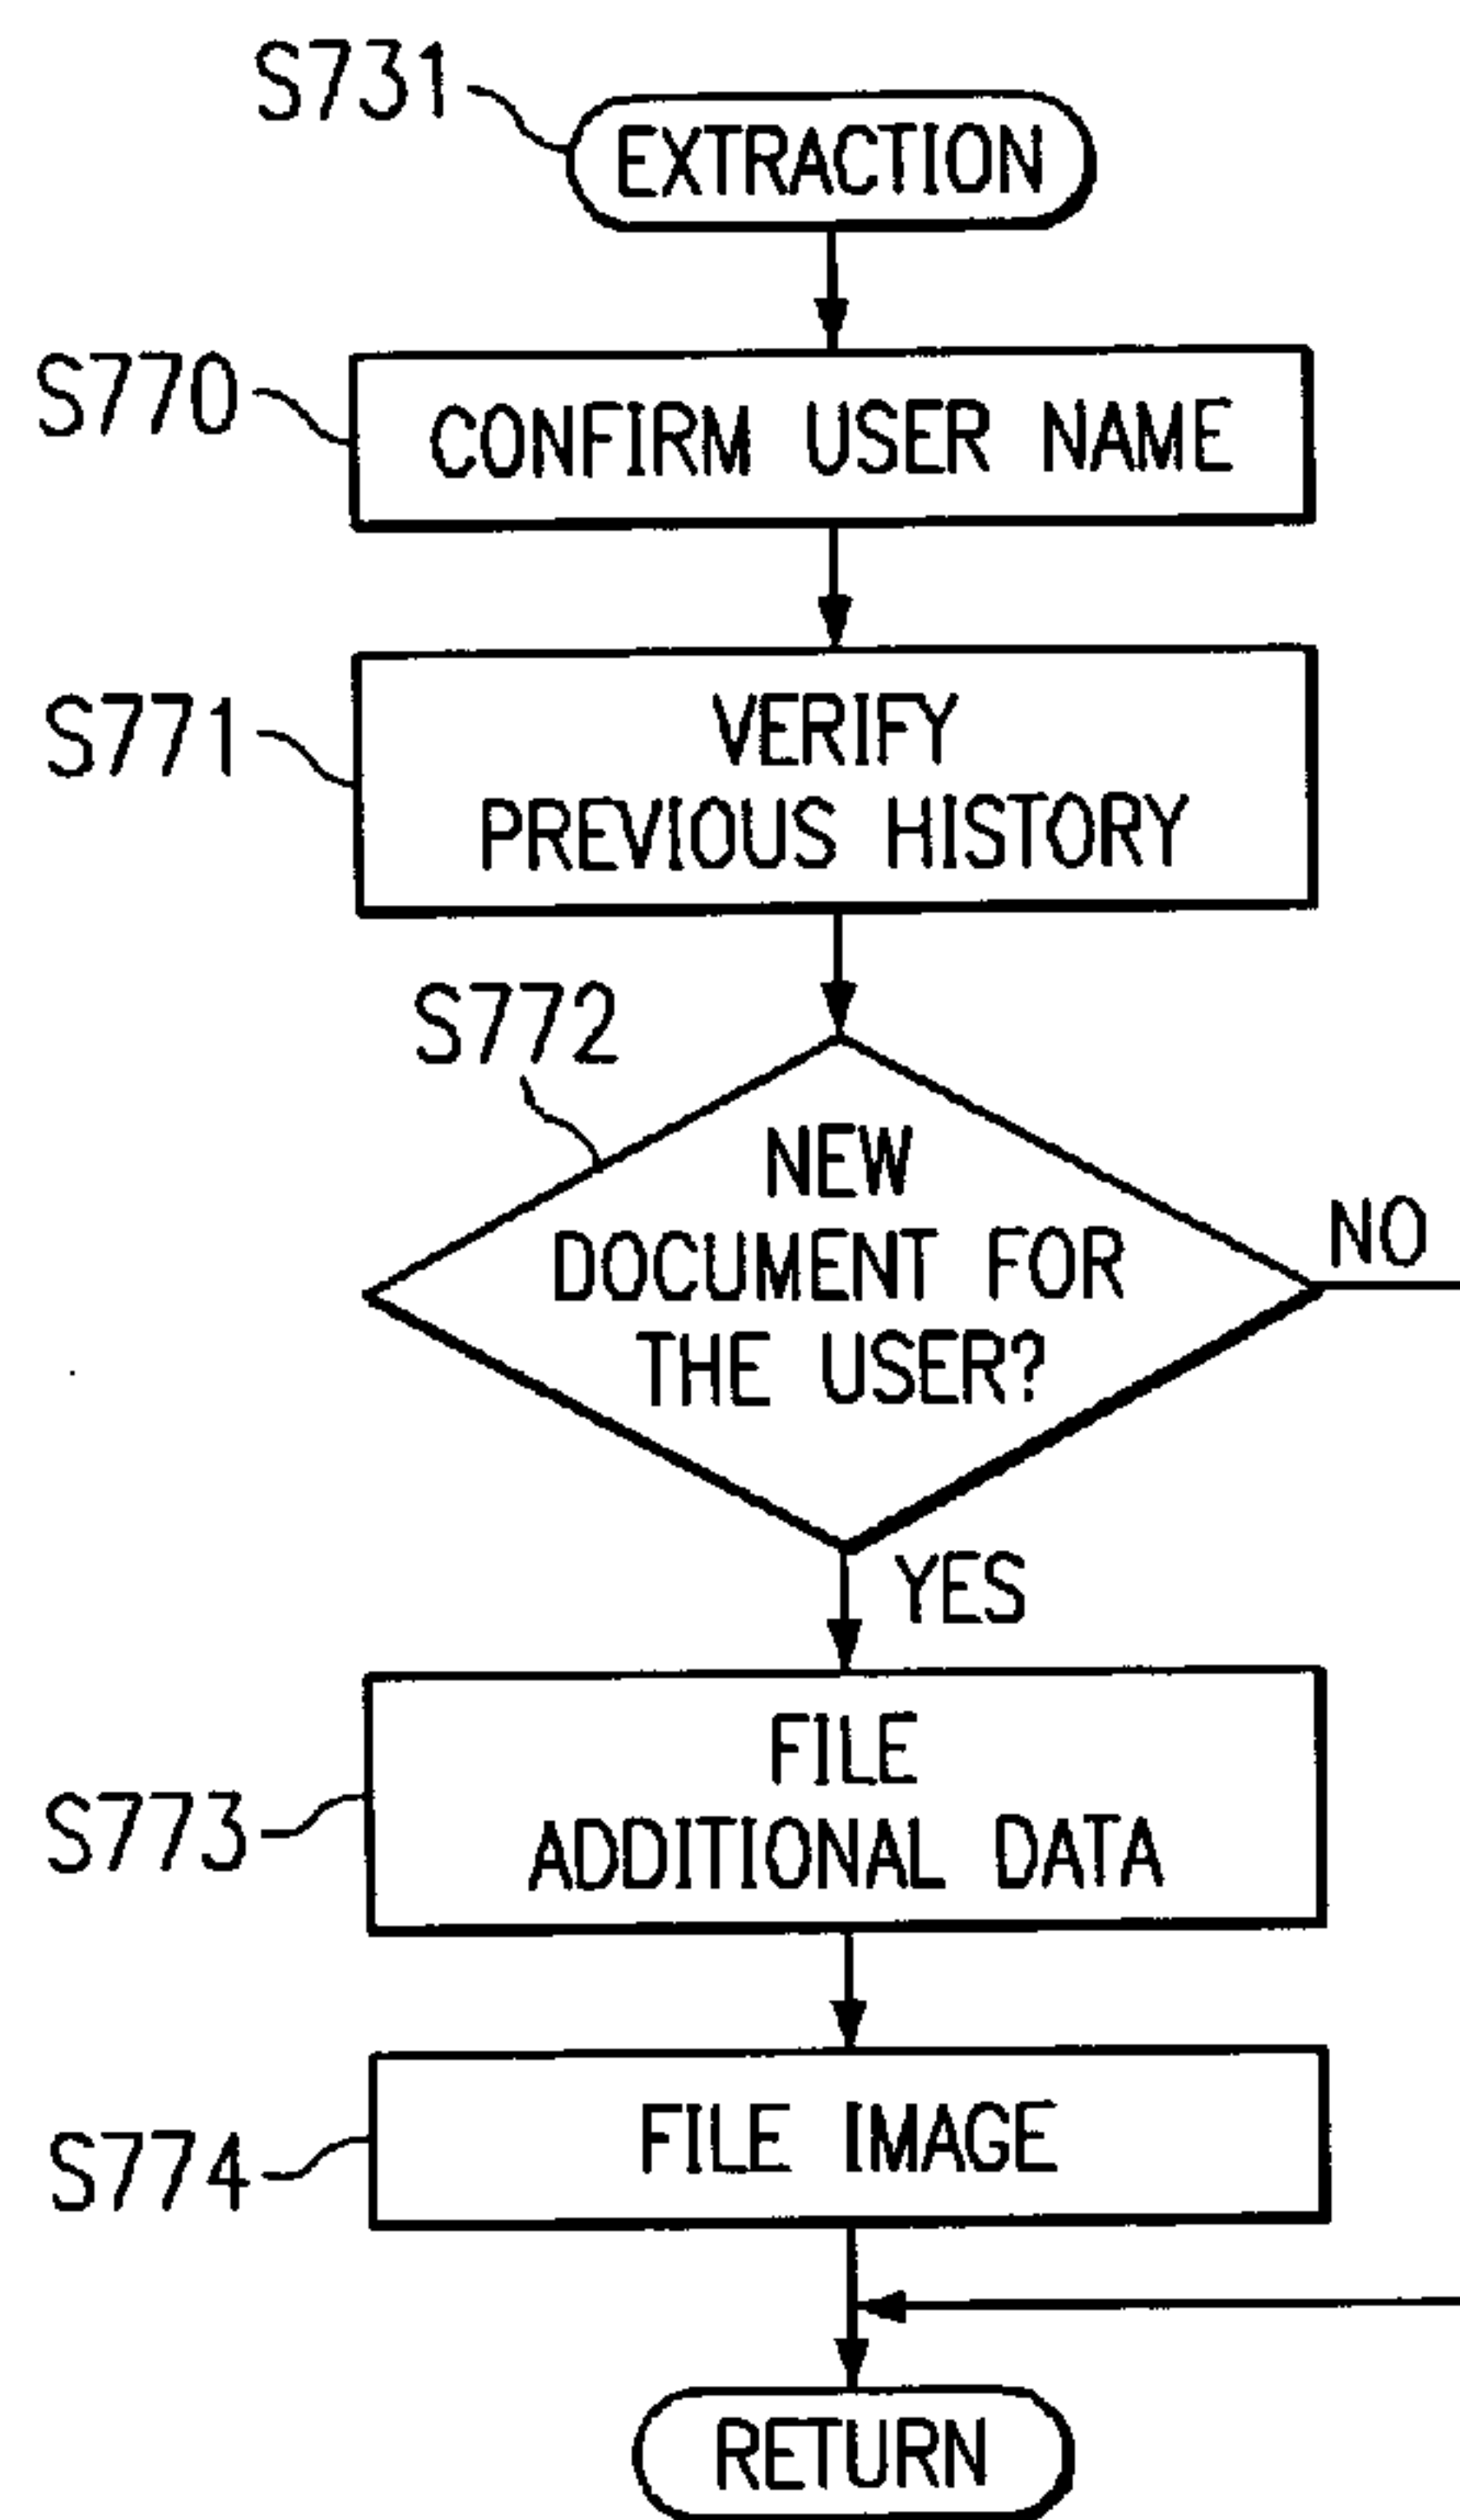 S731
EXTRACTION
S770
CONFIRM USER NAME
S771
VERIFY
PREVIOUS HISTORY
S772
NEW
DOCUMENT FOR
THE USER?
NO
YES
S773
FILE
ADDITIONAL DATA
S774
FILE IMAGE
RETURN